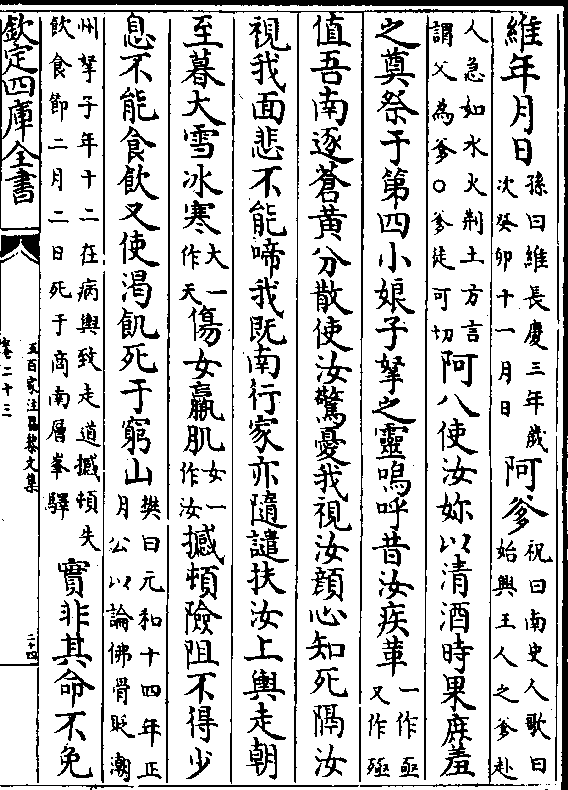 維年月日孫曰維長慶三年歲次癸卯十一月日阿爹祝曰南史人歌曰始興王人之爹赴
人急如水火荆土方言謂父為爹○爹徒可切阿八使汝妳以清酒時果庶羞
之奠祭于第四小娘子挐之靈嗚呼昔汝疾革一作亟又作殛
值吾南逐蒼黃分散使汝驚憂我視汝顏心知死隔汝
視我面悲不能啼我既南行家亦隨譴扶汝上輿走朝
至暮大雪冰寒大一作天傷女羸肌女一作汝撼頓險阻不得少
息不能食飲又使渴飢死于窮山樊曰元和十四年正月公以論佛骨貶潮
州挐子年十二在病輿致走道撼頓失飲食節二月二日死于商南層峯驛實非其命不免
欽定四庫全書
五百家注昌黎文集
卷二十三
二十四